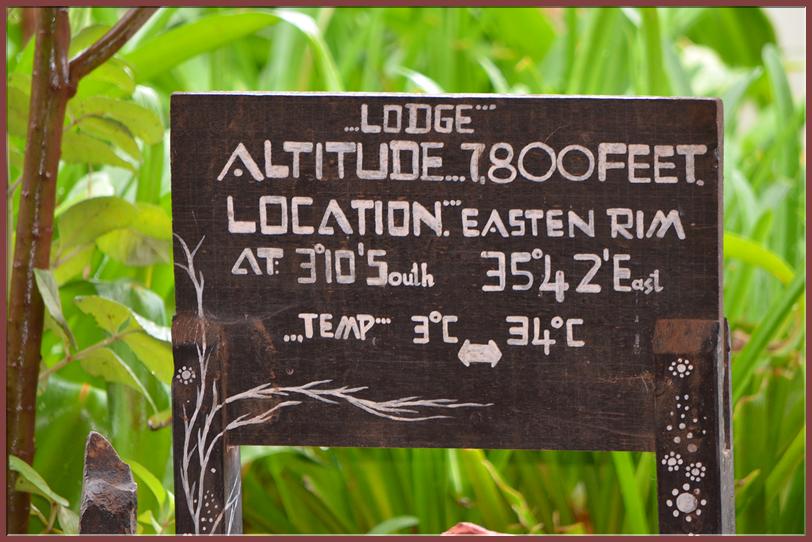 ...LODGE...
ALTITUDE...7,800FEET.
LOCATION... EASTEN RIM
AT: 3°10'South 35°42'East
...TEMP... 3°C ⟷ 34°C